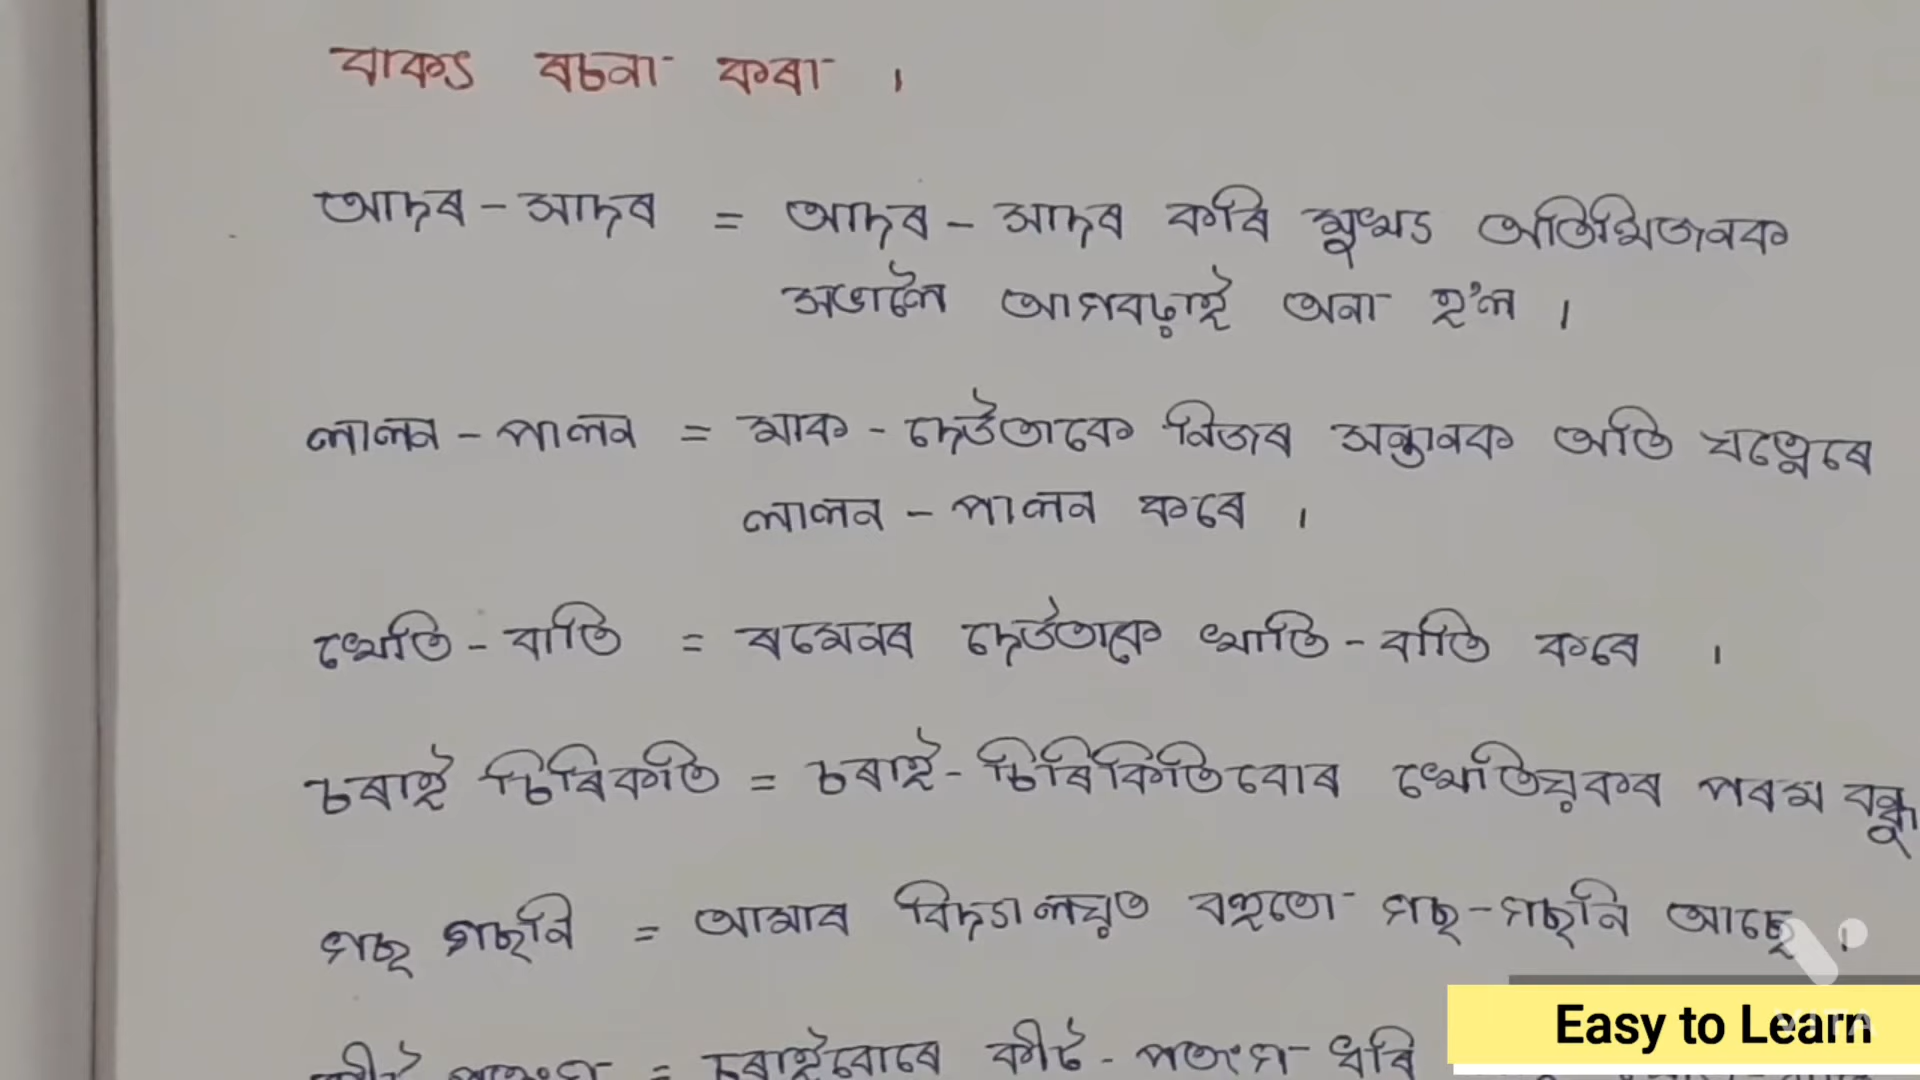 বাক্য ৰচনা কৰা ।
আদৰ - সাদৰ = আদৰ - সাদৰ কৰি মুখ্য অতিথিজনক
সভালৈ আগবঢ়াই অনা হ'ল ।
লালন - পালন = মাক - দেউতাকে নিজৰ সন্তানক অতি যত্নেৰে
লালন - পালন কৰে ।
খেতি - বাতি = ৰমেনৰ দেউতাকে খাতি - বাতি কৰে ।
চৰাই চিৰিকতি = চৰাই - চিৰিকিতিবোৰ খেতিয়কৰ পৰম বন্ধু
গছ গছনি = আমাৰ বিদ্যালয়ত বহুতো গছ - গছনি আছে ।
কীট পতংগ = চৰাইবোৰে কীট - পতংগ ধৰি
Easy to Learn
VITA